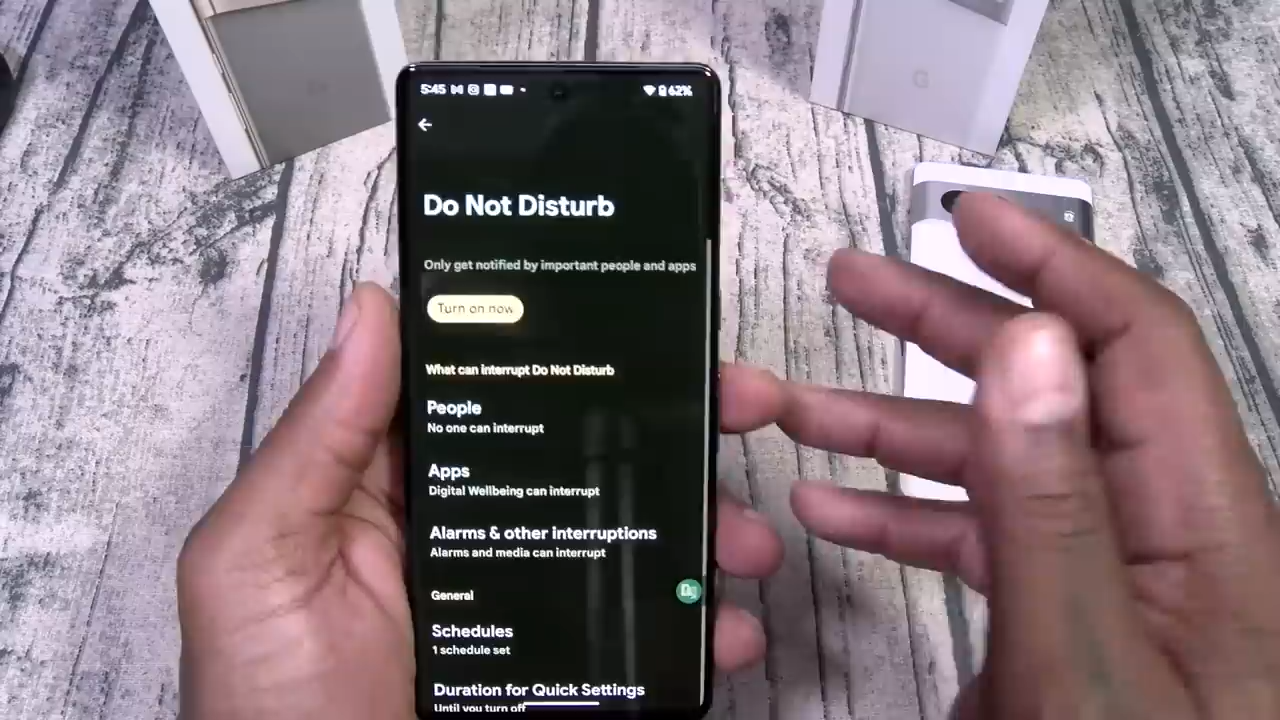 5:45 62%
Do Not Disturb
Only get notified by important people and apps
Turn on now
What can interrupt Do Not Disturb
People
No one can interrupt
Apps
Digital Wellbeing can interrupt
Alarms & other interruptions
Alarms and media can interrupt
General
Schedules
1 schedule set
Duration for Quick Settings
Until you turn off
G